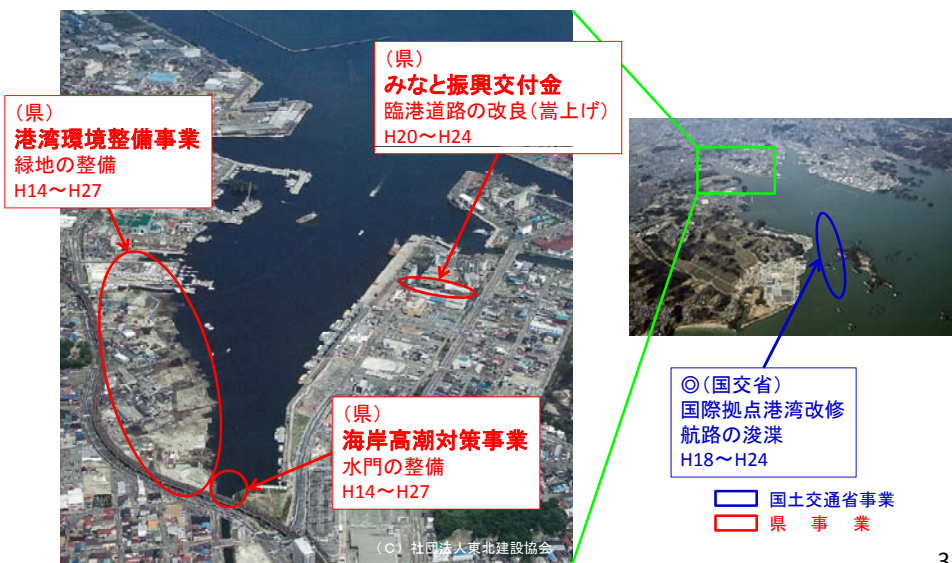 (県)
みなと振興交付金
臨港道路の改良(嵩上げ)
H20～H24
(県)
港湾環境整備事業
緑地の整備
H14～H27
(県)
海岸高潮対策事業
水門の整備
H14～H27
◎(国交省)
国際拠点港湾改修
航路の浚渫
H18～H24
国土交通省事業
県 事 業
(C) 社団法人東北建設協会
3